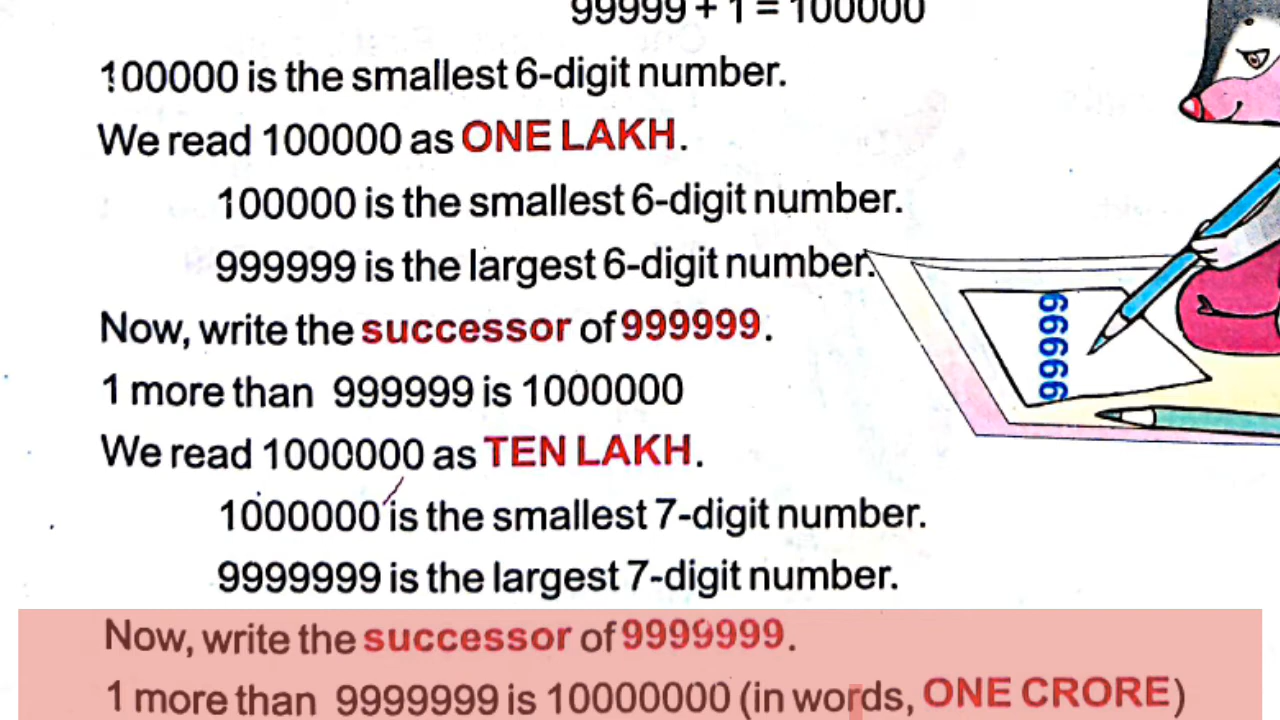 99999 + 1 = 100000
100000 is the smallest 6-digit number.
We read 100000 as ONE LAKH.
100000 is the smallest 6-digit number.
999999 is the largest 6-digit number.
Now, write the successor of 999999.
1 more than 999999 is 1000000
We read 1000000 as TEN LAKH.
1000000 is the smallest 7-digit number.
9999999 is the largest 7-digit number.
Now, write the successor of 9999999.
1 more than 9999999 is 10000000 (in words, ONE CRORE)
99999